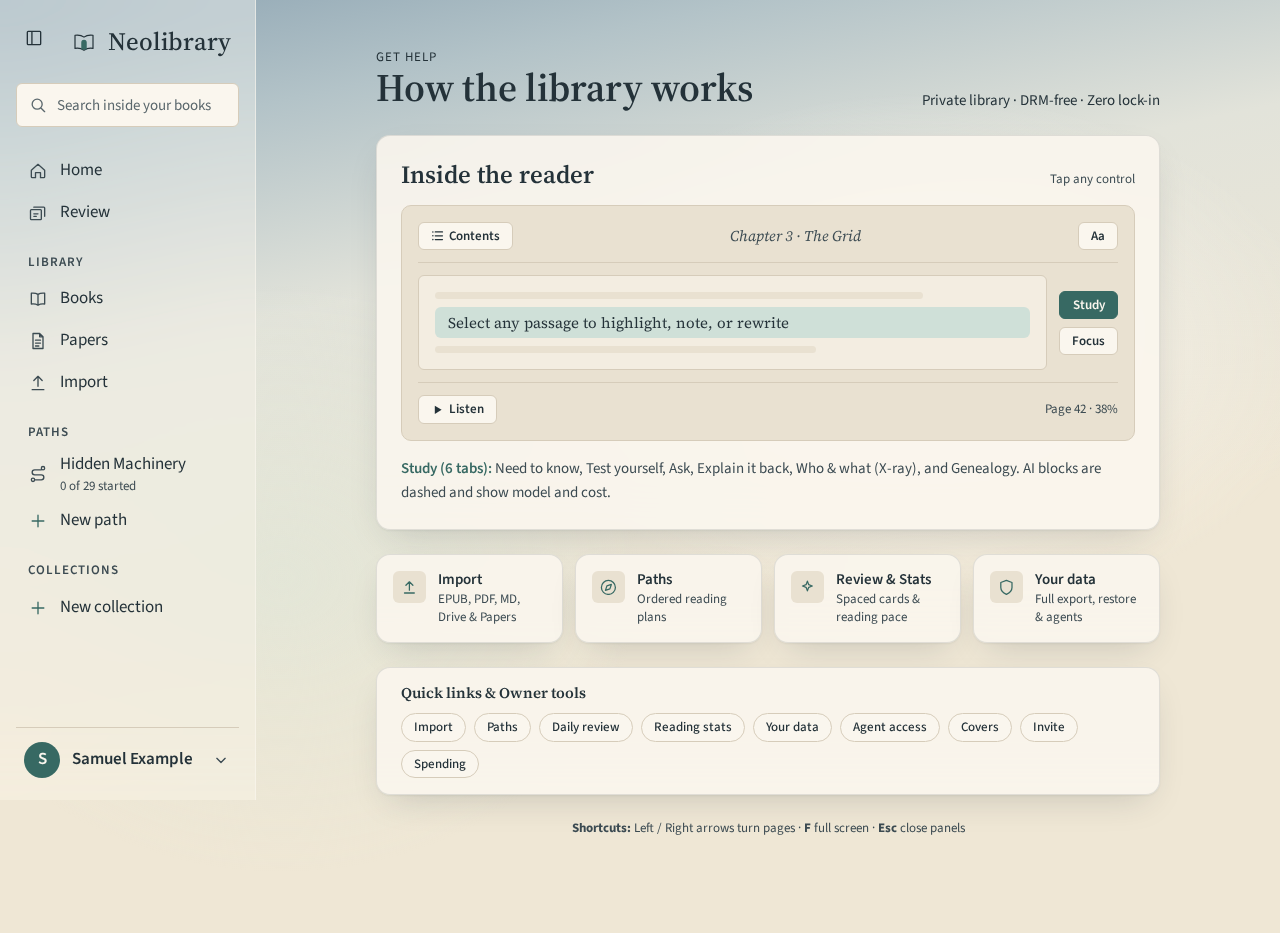 Neolibrary
Search inside your books
Home
Review
LIBRARY
Books
Papers
Import
PATHS
Hidden Machinery
0 of 29 started
New path
COLLECTIONS
New collection
S
Samuel Example
GET HELP
How the library works
Private library · DRM-free · Zero lock-in
Inside the reader
Tap any control
Contents
Chapter 3 · The Grid
Aa
Select any passage to highlight, note, or rewrite
Study
Focus
Listen
Page 42 · 38%
Study (6 tabs): Need to know, Test yourself, Ask, Explain it back, Who & what (X-ray), and Genealogy. AI blocks are
dashed and show model and cost.
Import
EPUB, PDF, MD,
Drive & Papers
Paths
Ordered reading
plans
Review & Stats
Spaced cards &
reading pace
Your data
Full export, restore
& agents
Quick links & Owner tools
Import
Paths
Daily review
Reading stats
Your data
Agent access
Covers
Invite
Spending
Shortcuts: Left / Right arrows turn pages · F full screen · Esc close panels